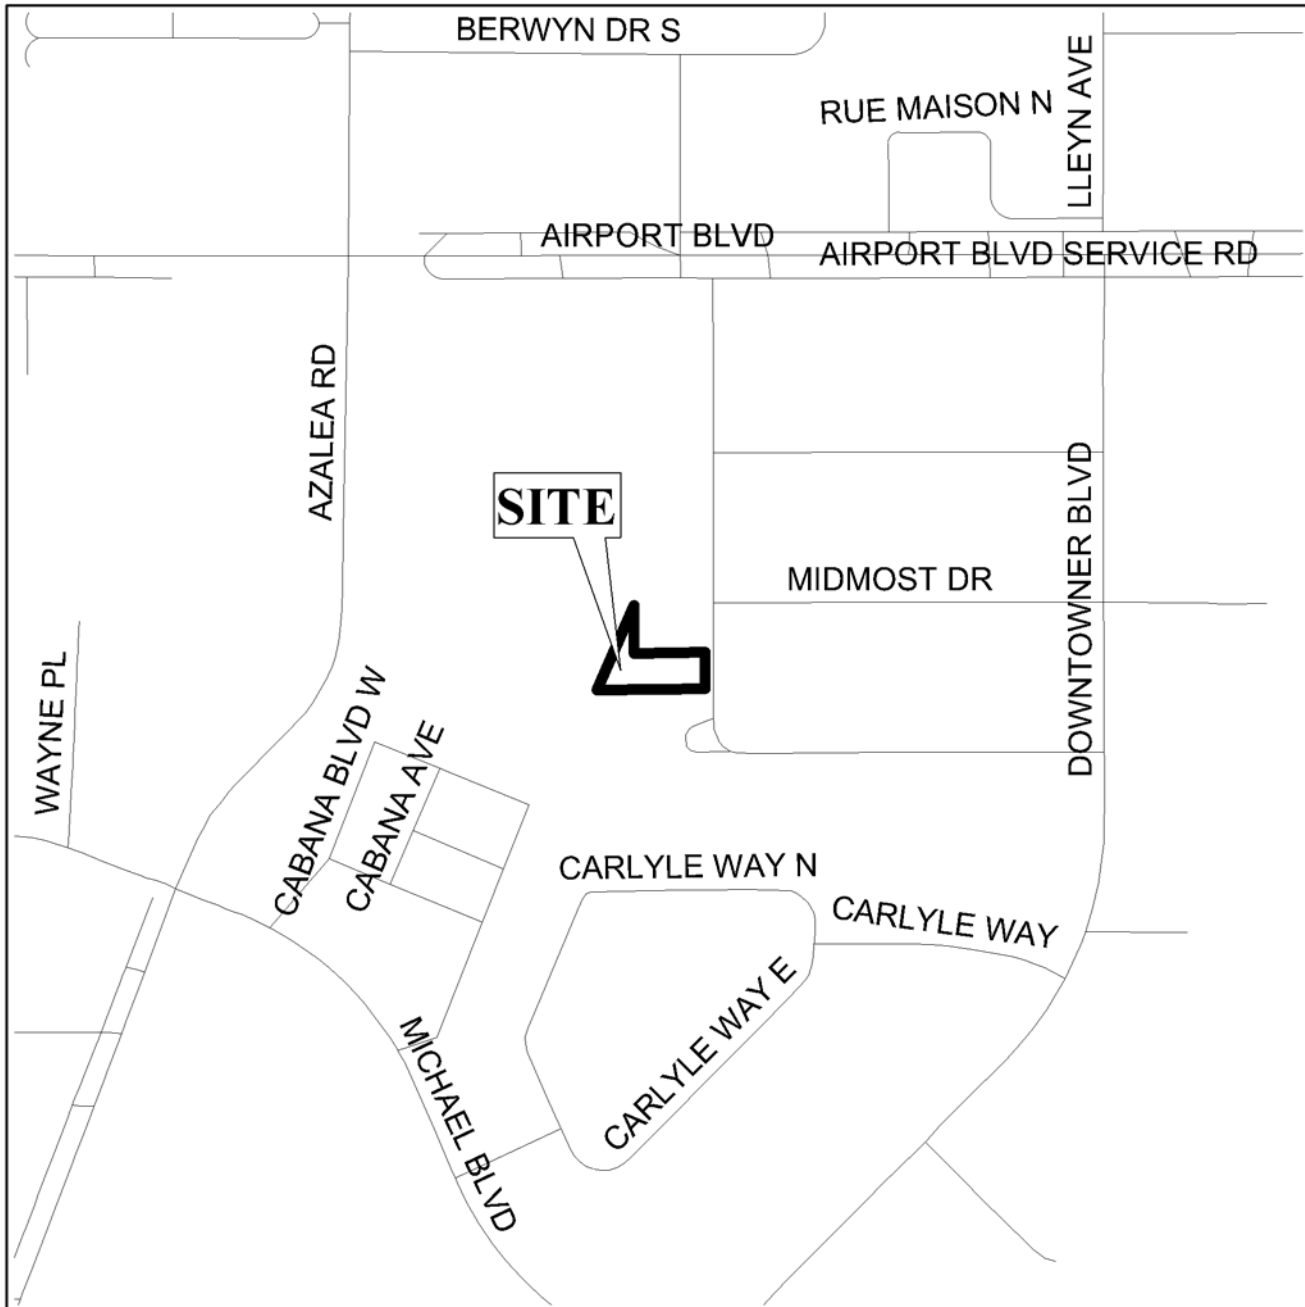 BERWYN DR S
RUE MAISON N
LLEYN AVE
AIRPORT BLVD
AIRPORT BLVD SERVICE RD
AZALEA RD
SITE
DOWNTOWNER BLVD
MIDMOST DR
WAYNE PL
CABANA BLVD W
CABANA AVE
CARLYLE WAY N
CARLYLE WAY
CARLYLE WAY E
MICHAEL BLVD